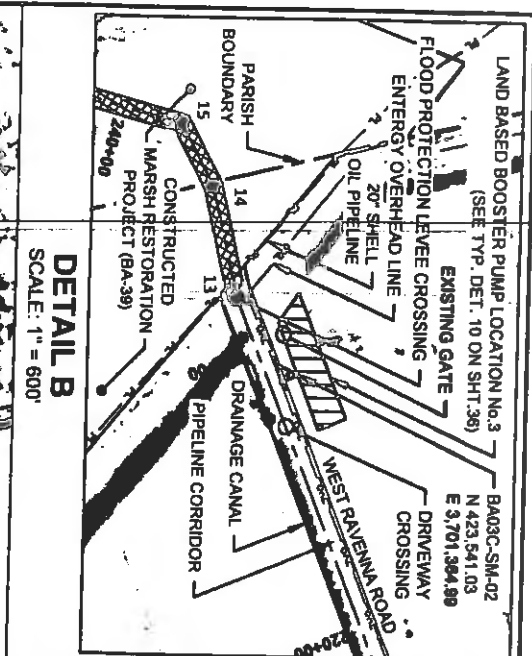 LAND BASED BOOSTER PUMP LOCATION No.3
(SEE TYP. DET. 10 ON SHT.36)
BA03C-SM-02
N 423,541.03
E 3,701,364.99
EXISTING GATE
FLOOD PROTECTION LEVEE CROSSING
ENTERGY OVERHEAD LINE
20" SHELL
OIL PIPELINE
DRIVEWAY
CROSSING
PARISH
BOUNDARY
WEST RAVENNA ROAD
15
14
13
240+00
220+00
CONSTRUCTED
MARSH RESTORATION
PROJECT (BA-39)
DRAINAGE CANAL
PIPELINE CORRIDOR
DETAIL B
SCALE: 1" = 600'